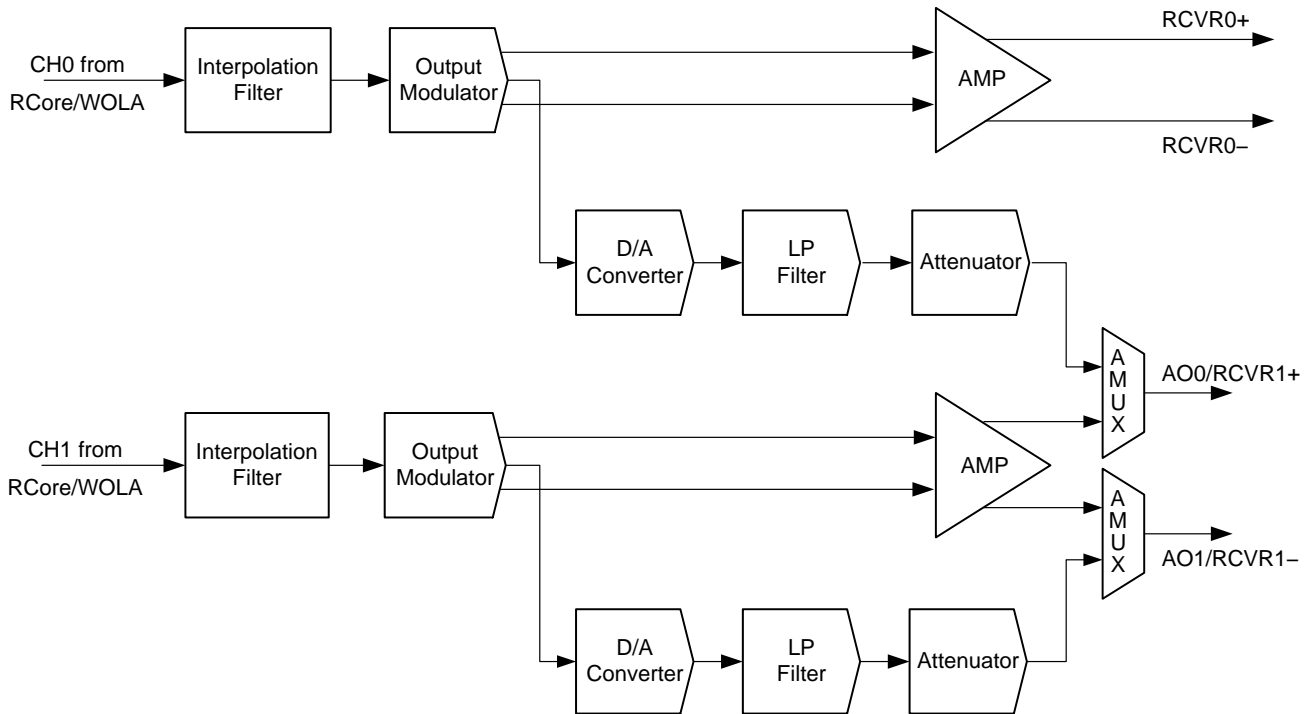 RCVR0+
CH0 from
RCore/WOLA
Interpolation
Filter
Output
Modulator
AMP
RCVR0–
D/A
Converter
LP
Filter
Attenuator
A
M
U
X
AO0/RCVR1+
CH1 from
RCore/WOLA
Interpolation
Filter
Output
Modulator
AMP
A
M
U
X
AO1/RCVR1–
D/A
Converter
LP
Filter
Attenuator